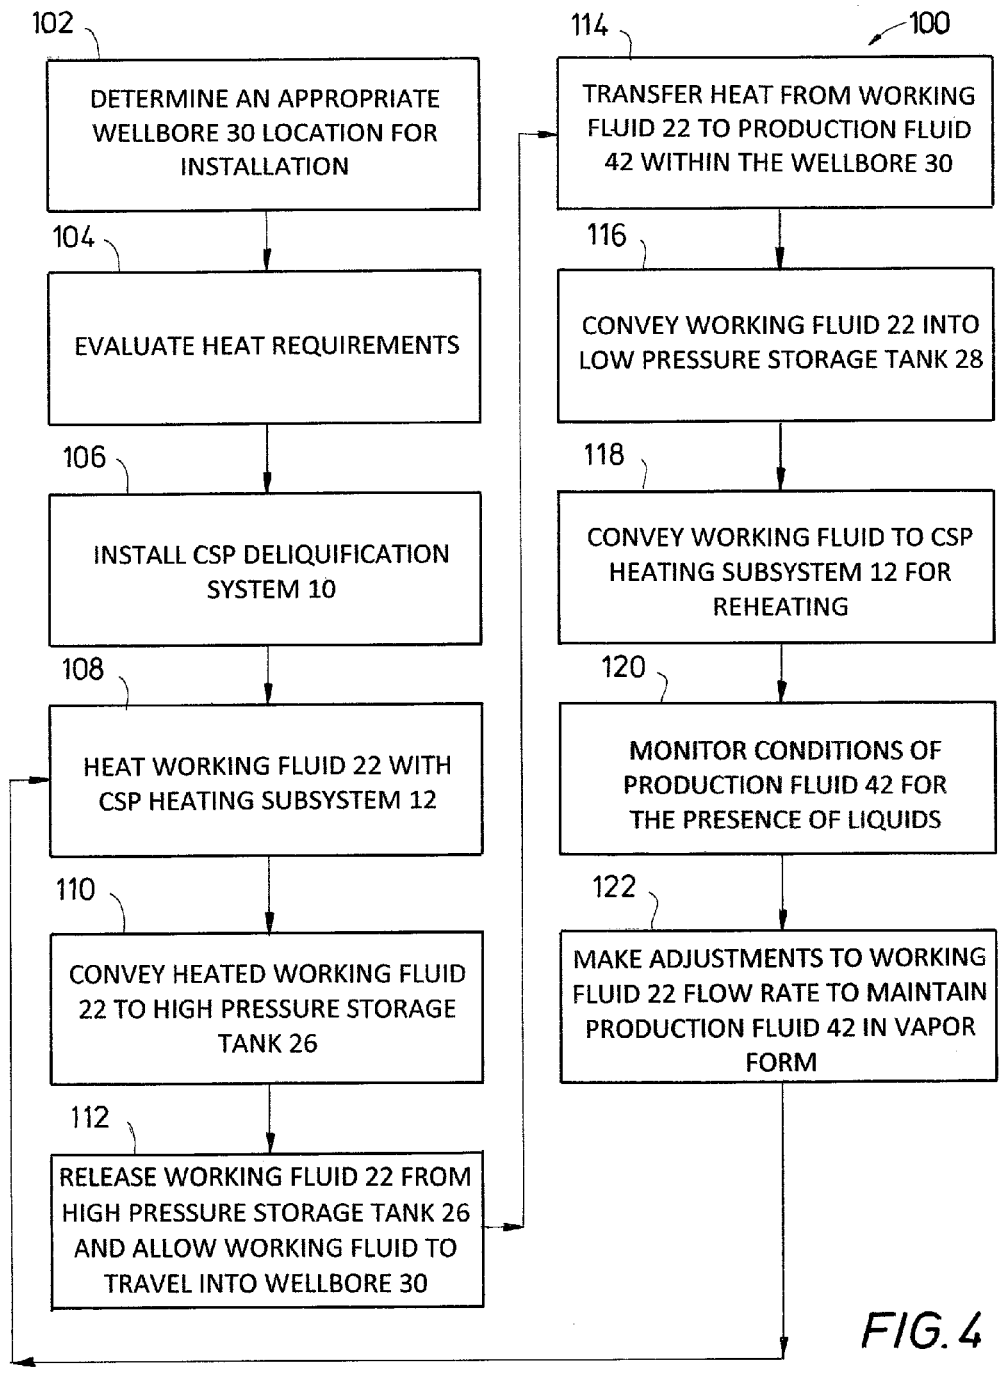 102
DETERMINE AN APPROPRIATE
WELLBORE 30 LOCATION FOR
INSTALLATION
104
EVALUATE HEAT REQUIREMENTS
106
INSTALL CSP DELIQUIFICATION
SYSTEM 10
108
HEAT WORKING FLUID 22 WITH
CSP HEATING SUBSYSTEM 12
110
CONVEY HEATED WORKING FLUID
22 TO HIGH PRESSURE STORAGE
TANK 26
112
RELEASE WORKING FLUID 22 FROM
HIGH PRESSURE STORAGE TANK 26
AND ALLOW WORKING FLUID TO
TRAVEL INTO WELLBORE 30
100
114
TRANSFER HEAT FROM WORKING
FLUID 22 TO PRODUCTION FLUID
42 WITHIN THE WELLBORE 30
116
CONVEY WORKING FLUID 22 INTO
LOW PRESSURE STORAGE TANK 28
118
CONVEY WORKING FLUID TO CSP
HEATING SUBSYSTEM 12 FOR
REHEATING
120
MONITOR CONDITIONS OF
PRODUCTION FLUID 42 FOR
THE PRESENCE OF LIQUIDS
122
MAKE ADJUSTMENTS TO WORKING
FLUID 22 FLOW RATE TO MAINTAIN
PRODUCTION FLUID 42 IN VAPOR
FORM
FIG. 4